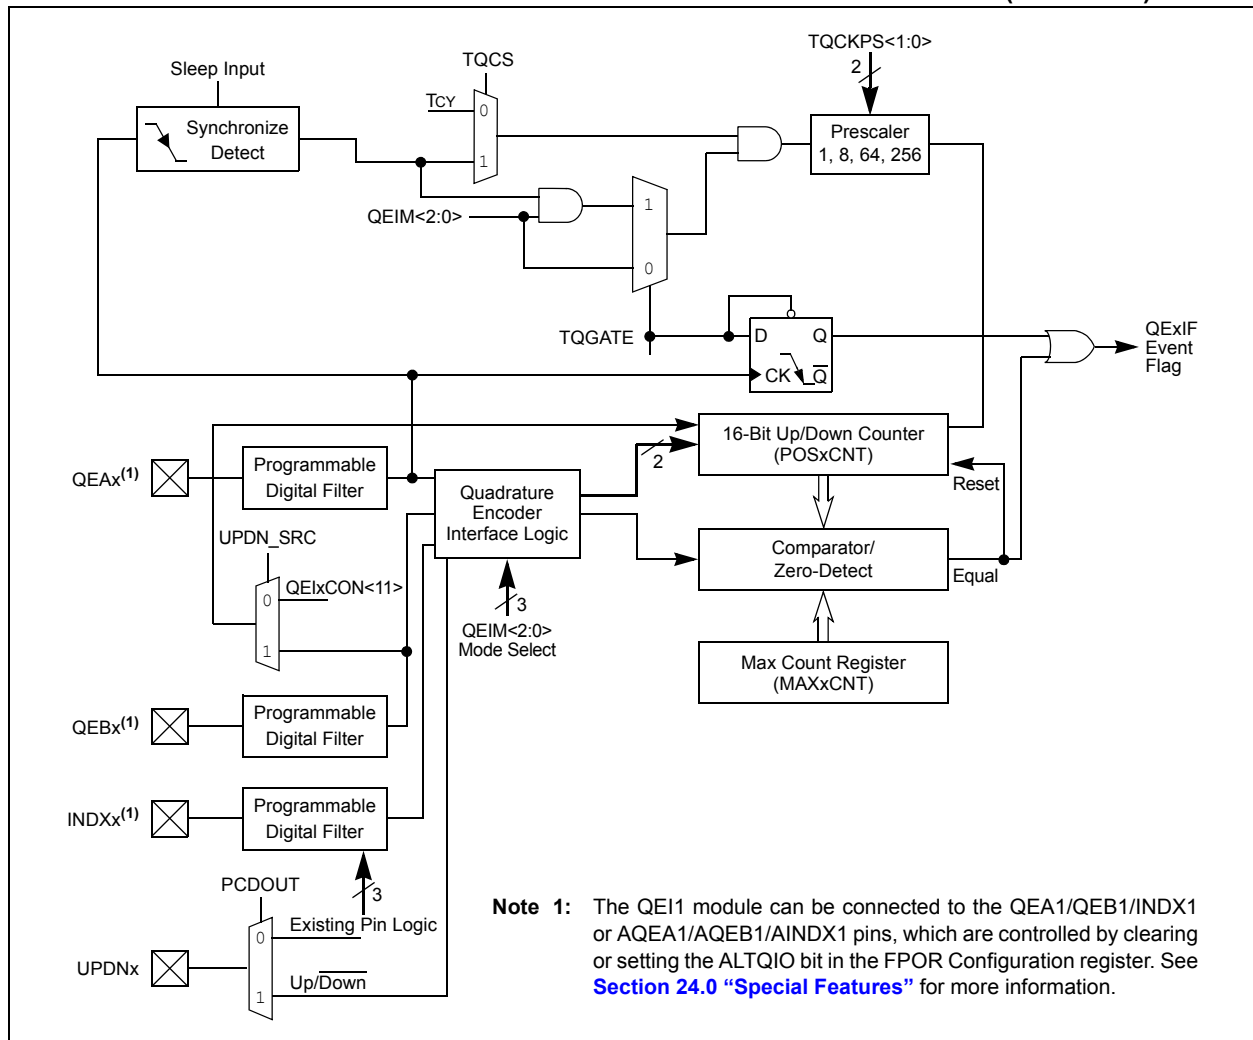 TQCKPS<1:0>
2
TQCS
Sleep Input
TCY
0
1
Synchronize
Detect
Prescaler
1, 8, 64, 256
QEIM<2:0>
1
0
TQGATE
D Q
CK Q
QExIF
Event
Flag
16-Bit Up/Down Counter
(POSxCNT)
2
Reset
QEAx(1)
Programmable
Digital Filter
Quadrature
Encoder
Interface Logic
UPDN_SRC
0
QEIxCON<11>
1
Comparator/
Zero-Detect
Equal
3
QEIM<2:0>
Mode Select
Max Count Register
(MAXxCNT)
QEBx(1)
Programmable
Digital Filter
INDXx(1)
Programmable
Digital Filter
3
PCDOUT
0
Existing Pin Logic
UPDNx
1
Up/Down
Note 1: The QEI1 module can be connected to the QEA1/QEB1/INDX1
or AQEA1/AQEB1/AINDX1 pins, which are controlled by clearing
or setting the ALTQIO bit in the FPOR Configuration register. See
Section 24.0 “Special Features” for more information.